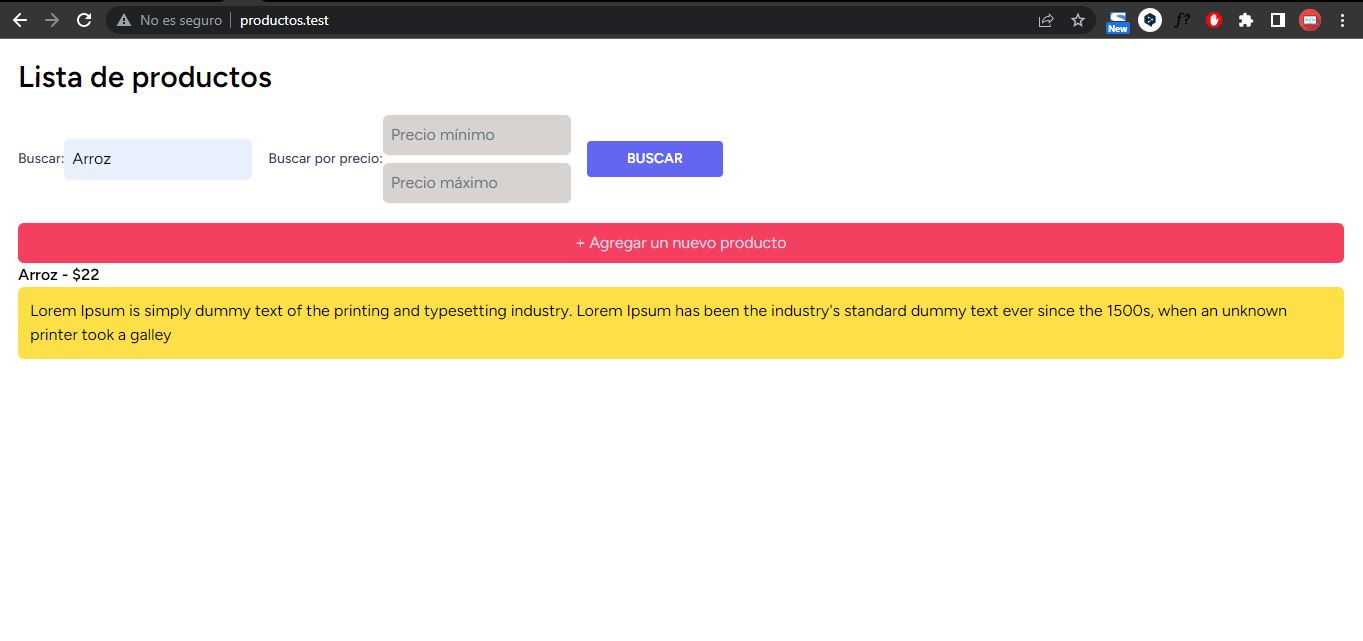 No es seguro | productos.test
New
f?
Lista de productos
Buscar: Arroz
Buscar por precio:
Precio mínimo
Precio máximo
BUSCAR
+ Agregar un nuevo producto
Arroz - $22
Lorem Ipsum is simply dummy text of the printing and typesetting industry. Lorem Ipsum has been the industry's standard dummy text ever since the 1500s, when an unknown
printer took a galley